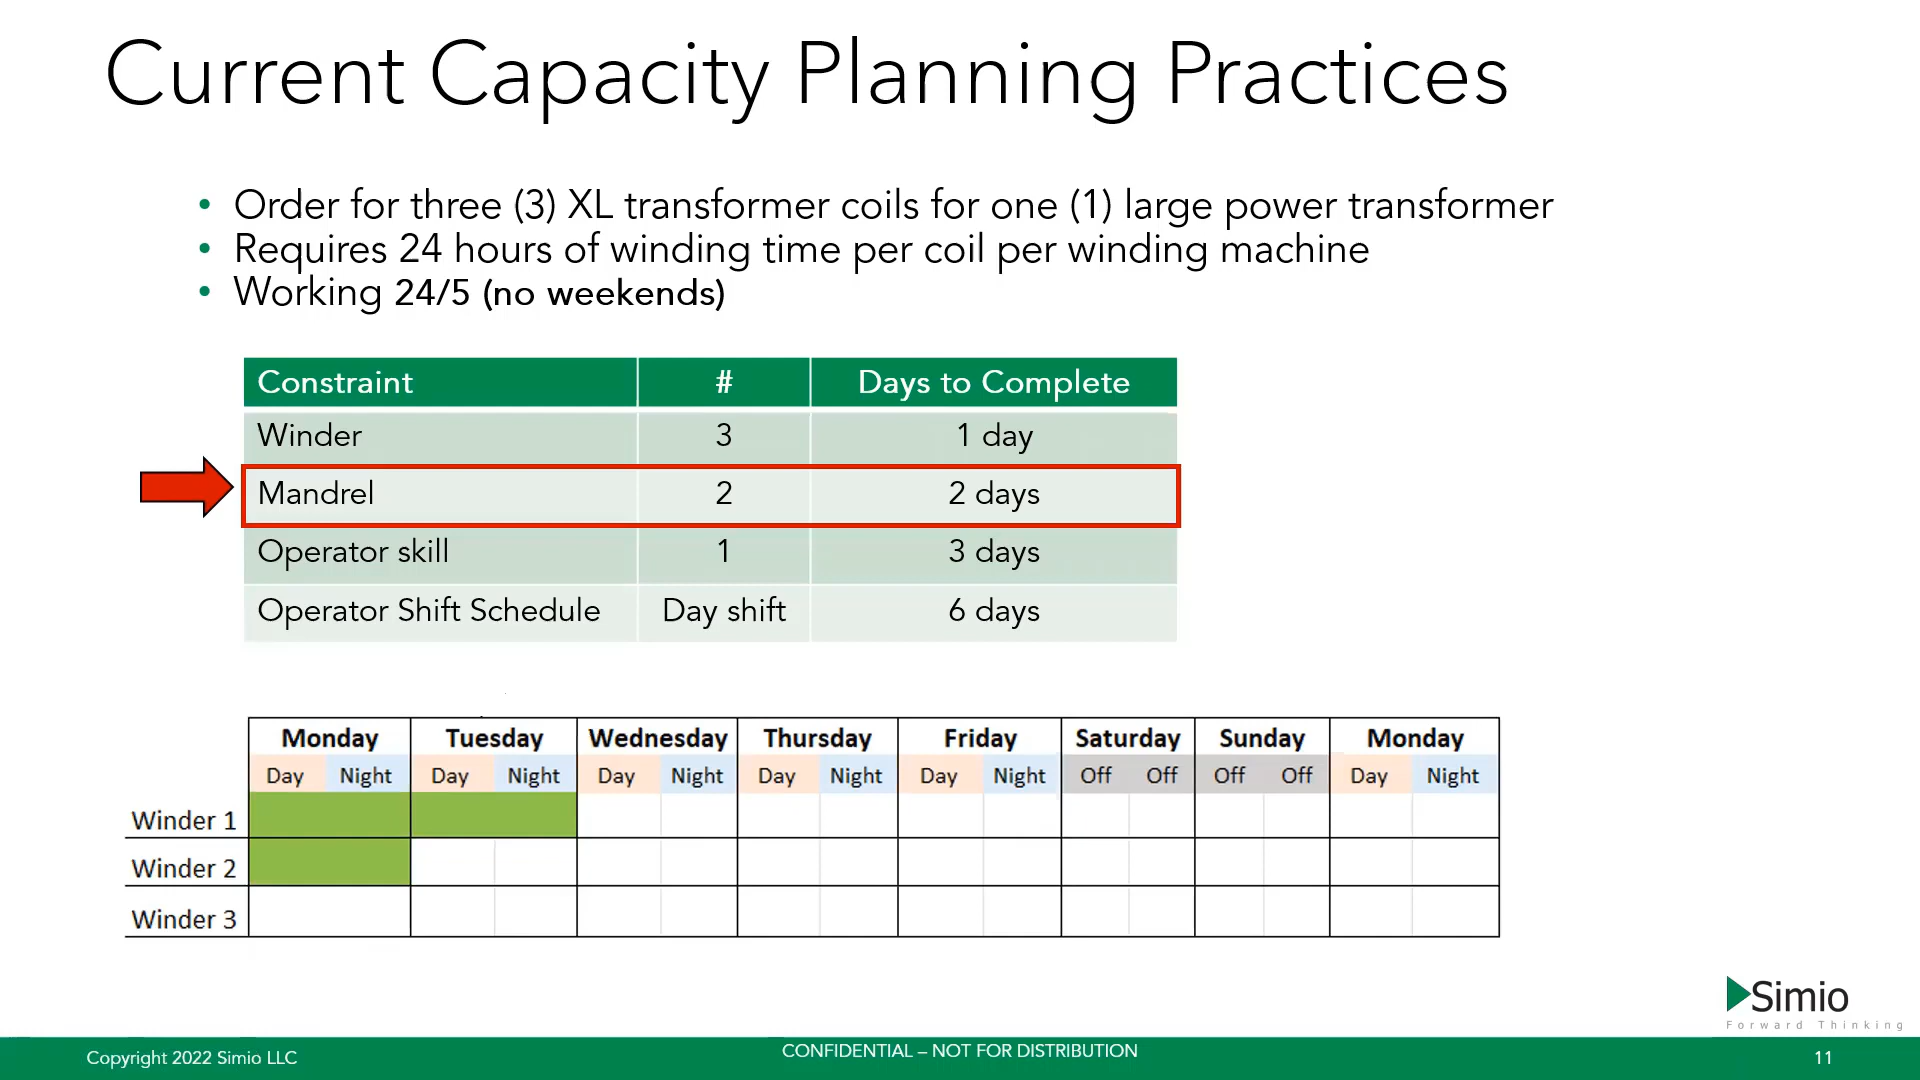 Current Capacity Planning Practices
• Order for three (3) XL transformer coils for one (1) large power transformer
• Requires 24 hours of winding time per coil per winding machine
• Working 24/5 (no weekends)
Constraint # Days to Complete
Winder 3 1 day
Mandrel 2 2 days
Operator skill 1 3 days
Operator Shift Schedule Day shift 6 days
Monday Tuesday Wednesday Thursday Friday Saturday Sunday Monday
Day Night Day Night Day Night Day Night Day Night Off Off Off Off Day Night
Winder 1
Winder 2
Winder 3
Simio
Forward Thinking
Copyright 2022 Simio LLC
CONFIDENTIAL – NOT FOR DISTRIBUTION
11